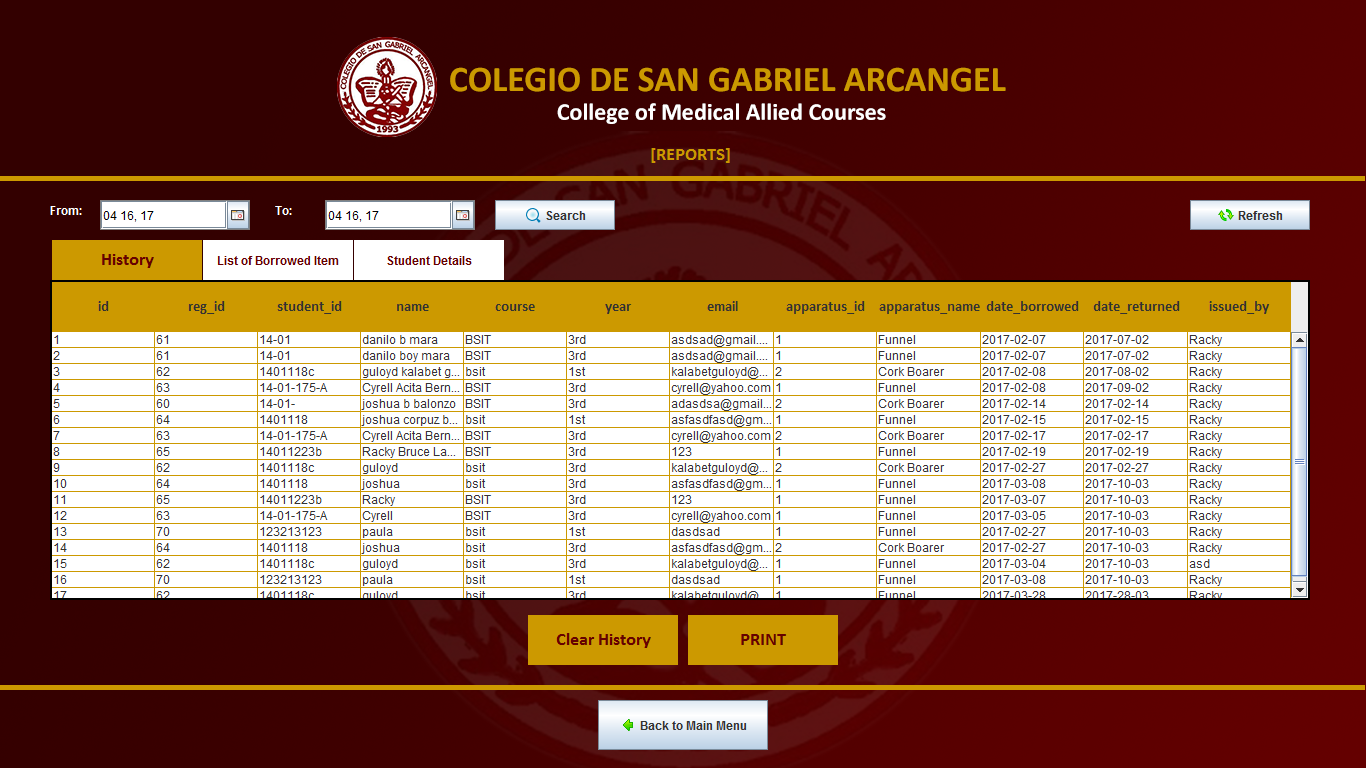 COLEGIO DE SAN GABRIEL ARCANGEL
1993
COLEGIO DE SAN GABRIEL ARCANGEL
College of Medical Allied Courses
[REPORTS]
From: 04 16, 17 To: 04 16, 17 Search Refresh
History List of Borrowed Item Student Details
id reg_id student_id name course year email apparatus_id apparatus_name date_borrowed date_returned issued_by
1 61 14-01 danilo b mara BSIT 3rd asdsad@gmail.... 1 Funnel 2017-02-07 2017-07-02 Racky
2 61 14-01 danilo boy mara BSIT 3rd asdsad@gmail.... 1 Funnel 2017-02-07 2017-07-02 Racky
3 62 1401118c guloyd kalabet g... bsit 1st kalabetguloyd@... 2 Cork Boarer 2017-02-08 2017-08-02 Racky
4 63 14-01-175-A Cyrell Acita Bern... BSIT 3rd cyrell@yahoo.com 1 Funnel 2017-02-08 2017-09-02 Racky
5 60 14-01- joshua b balonzo BSIT 3rd adasdsa@gmail... 2 Cork Boarer 2017-02-14 2017-02-14 Racky
6 64 1401118 joshua corpuz b... bsit 1st asfasdfasd@gm... 1 Funnel 2017-02-15 2017-02-15 Racky
7 63 14-01-175-A Cyrell Acita Bern... BSIT 3rd cyrell@yahoo.com 2 Cork Boarer 2017-02-17 2017-02-17 Racky
8 65 14011223b Racky Bruce La... BSIT 3rd 123 1 Funnel 2017-02-19 2017-02-19 Racky
9 62 1401118c guloyd bsit 3rd kalabetguloyd@... 2 Cork Boarer 2017-02-27 2017-02-27 Racky
10 64 1401118 joshua bsit 3rd asfasdfasd@gm... 1 Funnel 2017-03-08 2017-10-03 Racky
11 65 14011223b Racky BSIT 3rd 123 1 Funnel 2017-03-07 2017-10-03 Racky
12 63 14-01-175-A Cyrell BSIT 3rd cyrell@yahoo.com 1 Funnel 2017-03-05 2017-10-03 Racky
13 70 123213123 paula bsit 1st dasdsad 1 Funnel 2017-02-27 2017-10-03 Racky
14 64 1401118 joshua bsit 3rd asfasdfasd@gm... 2 Cork Boarer 2017-02-27 2017-10-03 Racky
15 62 1401118c guloyd bsit 3rd kalabetguloyd@... 1 Funnel 2017-03-04 2017-10-03 asd
16 70 123213123 paula bsit 1st dasdsad 1 Funnel 2017-03-08 2017-10-03 Racky
17 62 1401118c guloyd bsit 3rd kalabetguloyd@... 1 Funnel 2017-03-28 2017-28-03 Racky
Clear History PRINT
Back to Main Menu